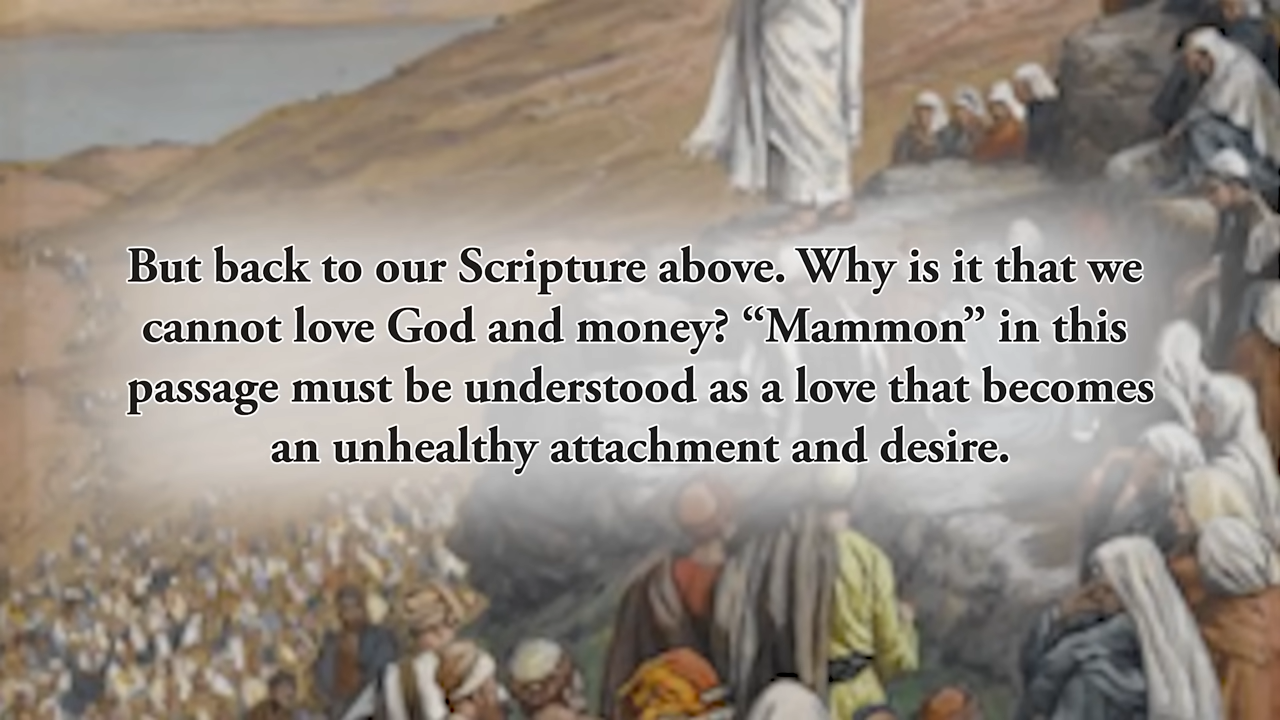 But back to our Scripture above. Why is it that we
cannot love God and money? “Mammon” in this
passage must be understood as a love that becomes
an unhealthy attachment and desire.